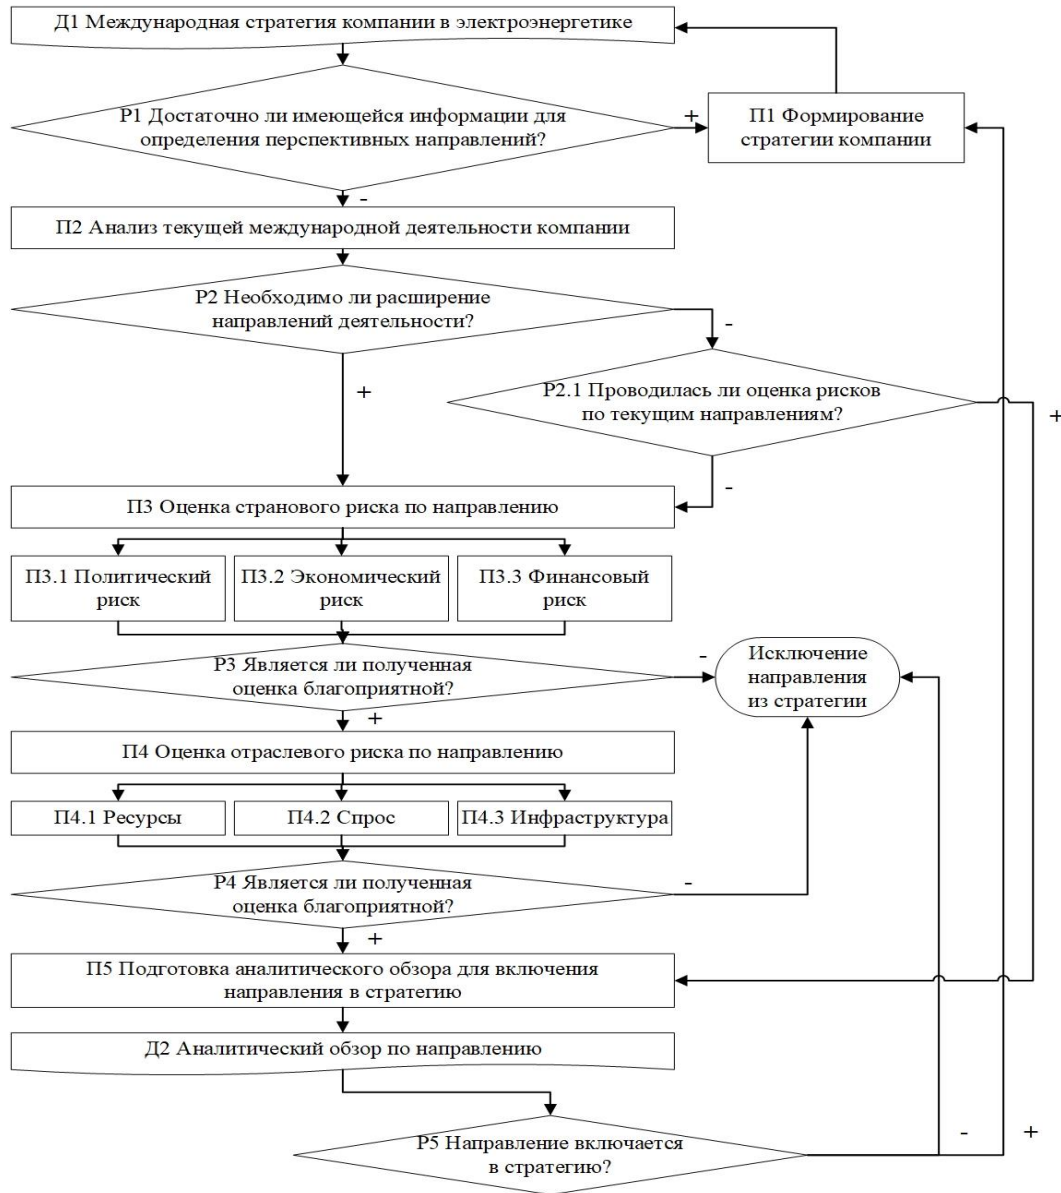 Д1 Международная стратегия компании в электроэнергетике
Р1 Достаточно ли имеющейся информации для
определения перспективных направлений?
+
П1 Формирование
стратегии компании
-
П2 Анализ текущей международной деятельности компании
Р2 Необходимо ли расширение
направлений деятельности?
-
+
Р2.1 Проводилась ли оценка рисков
по текущим направлениям?
+
-
П3 Оценка странового риска по направлению
П3.1 Политический
риск
П3.2 Экономический
риск
П3.3 Финансовый
риск
Р3 Является ли полученная
оценка благоприятной?
-
Исключение
направления
из стратегии
+
П4 Оценка отраслевого риска по направлению
П4.1 Ресурсы
П4.2 Спрос
П4.3 Инфраструктура
Р4 Является ли полученная
оценка благоприятной?
-
+
П5 Подготовка аналитического обзора для включения
направления в стратегию
Д2 Аналитический обзор по направлению
Р5 Направление включается
в стратегию?
-
+